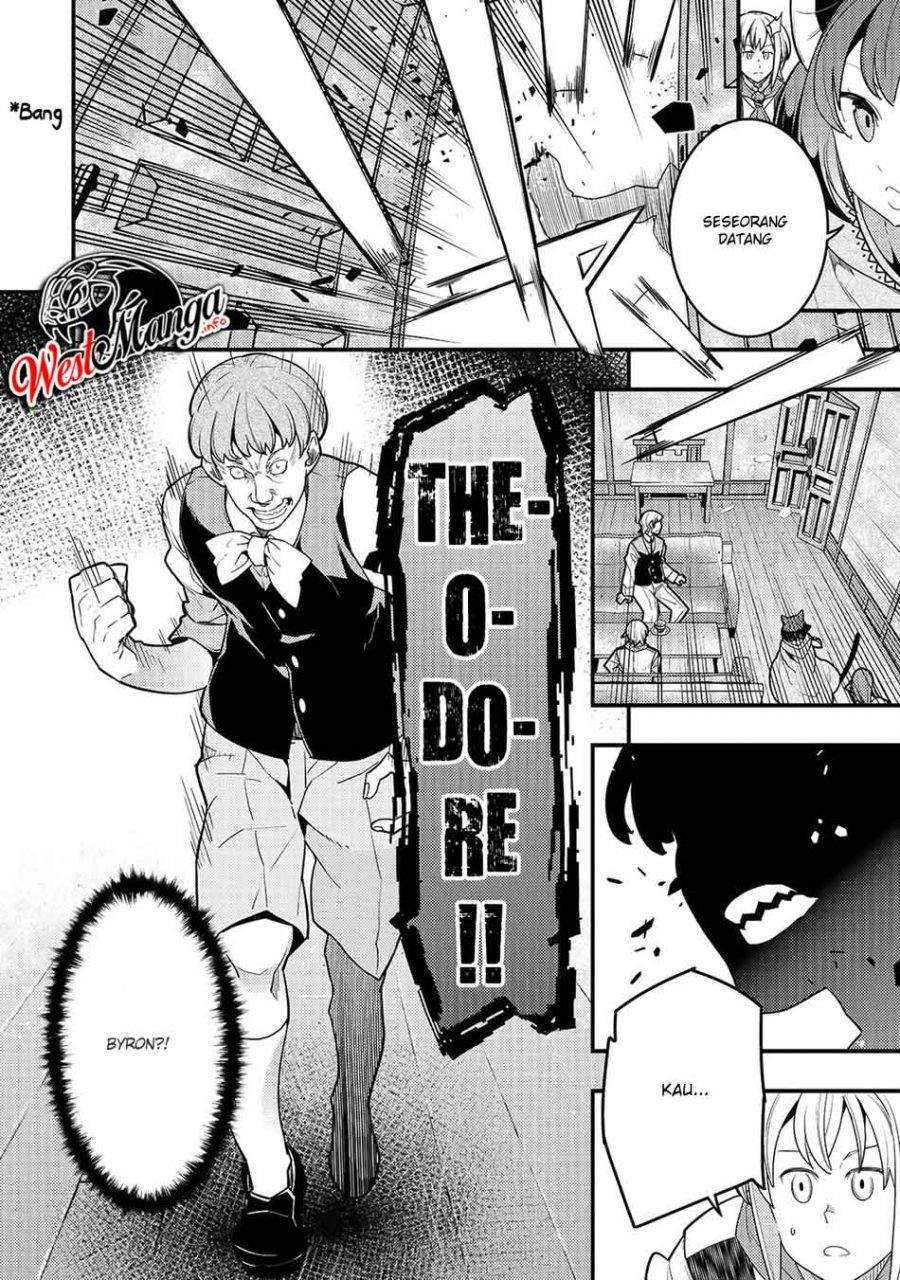 SESEORANG
DATANG
*Bang
WestManga
.info
KAU...
THE-
O-
DO-
RE
!!
BYRON?!